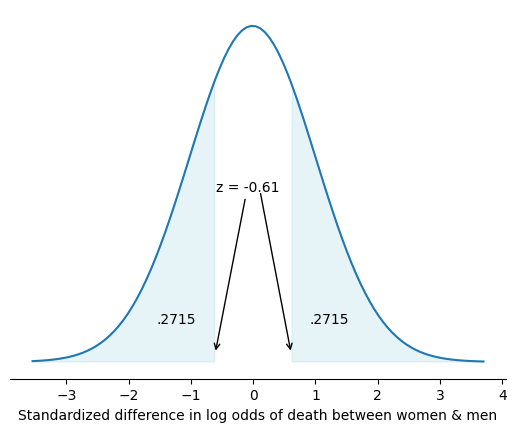 z = -0.61
.2715 .2715
−3 −2 −1 0 1 2 3 4
Standardized difference in log odds of death between women & men